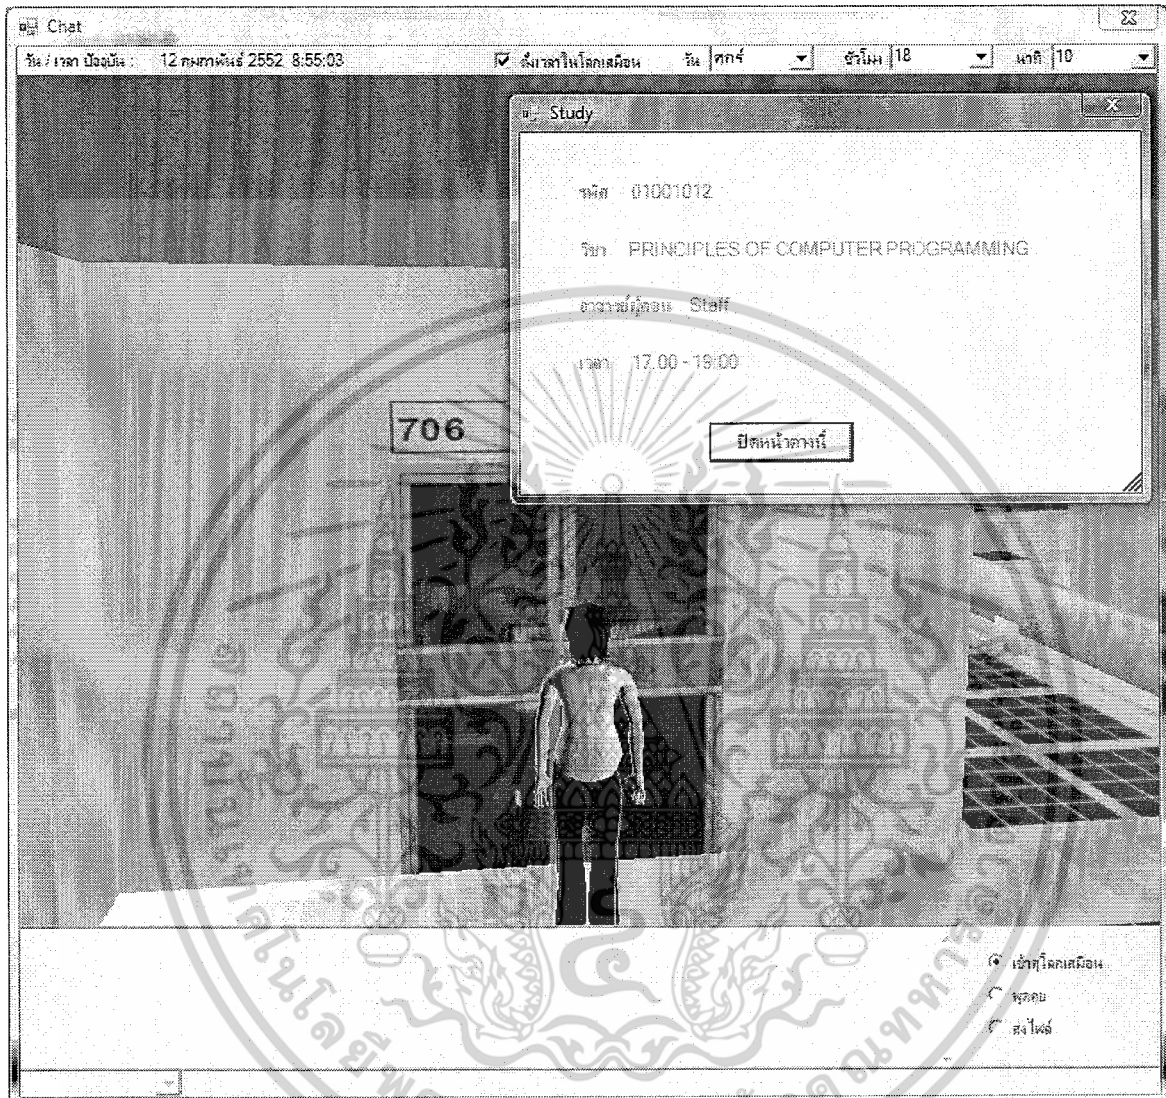 Chat
วัน / เวลา ปัจจุบัน : 12 กุมภาพันธ์ 2552 8:55:03 ตั้งเวลาในโลกเสมือน วัน ศุกร์ ชั่วโมง 18 นาที 10
Study
รหัส 01001012
วิชา PRINCIPLES OF COMPUTER PROGRAMMING
อาจารย์ผู้สอน Staff
เวลา 17.00 - 19.00
ปิดหน้าต่างนี้
706
เข้าสู่โลกเสมือน
พูดคุย
ส่งไฟล์